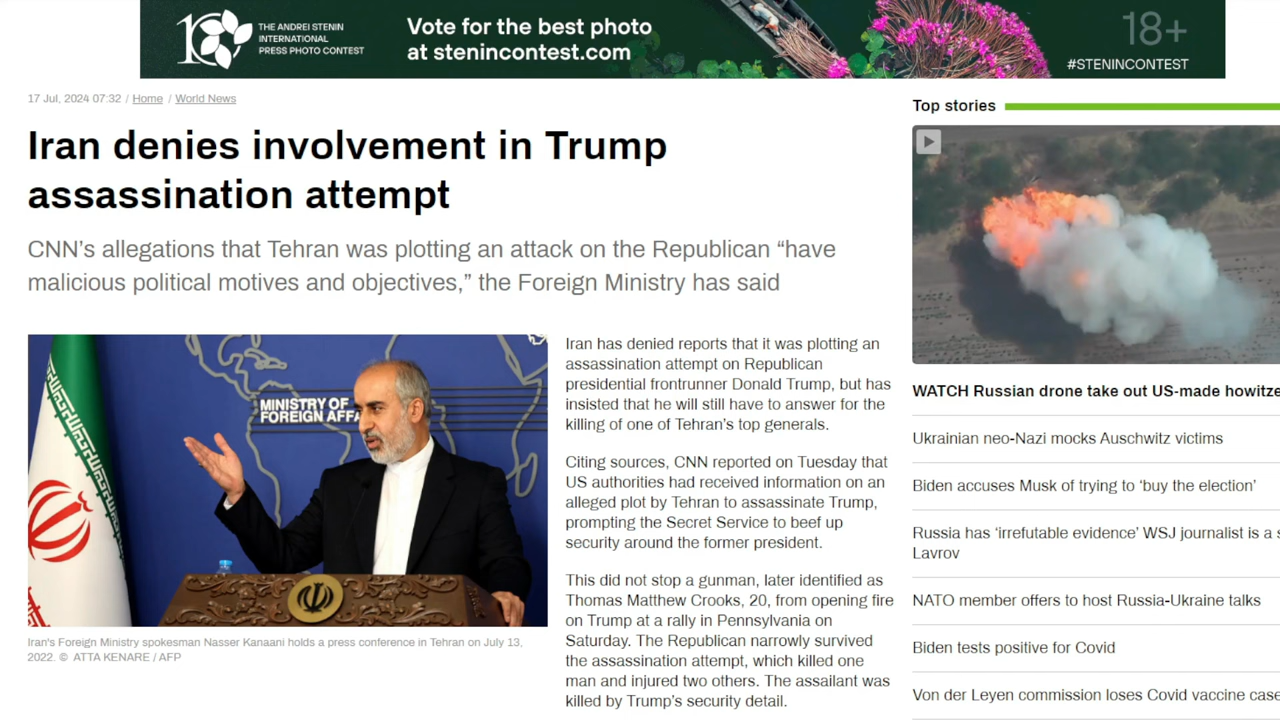 THE ANDREI STENIN
INTERNATIONAL
PRESS PHOTO CONTEST
Vote for the best photo
at stenincontest.com
18+
#STENINCONTEST
17 Jul, 2024 07:32 / Home / World News
Iran denies involvement in Trump
assassination attempt
CNN’s allegations that Tehran was plotting an attack on the Republican “have
malicious political motives and objectives,” the Foreign Ministry has said
MINISTRY OF
FOREIGN AFFA
Iran's Foreign Ministry spokesman Nasser Kanaani holds a press conference in Tehran on July 13,
2022. © ATTA KENARE / AFP
Iran has denied reports that it was plotting an
assassination attempt on Republican
presidential frontrunner Donald Trump, but has
insisted that he will still have to answer for the
killing of one of Tehran’s top generals.
Citing sources, CNN reported on Tuesday that
US authorities had received information on an
alleged plot by Tehran to assassinate Trump,
prompting the Secret Service to beef up
security around the former president.
This did not stop a gunman, later identified as
Thomas Matthew Crooks, 20, from opening fire
on Trump at a rally in Pennsylvania on
Saturday. The Republican narrowly survived
the assassination attempt, which killed one
man and injured two others. The assailant was
killed by Trump’s security detail.
Top stories
WATCH Russian drone take out US-made howitze
Ukrainian neo-Nazi mocks Auschwitz victims
Biden accuses Musk of trying to ‘buy the election’
Russia has ‘irrefutable evidence’ WSJ journalist is a s
Lavrov
NATO member offers to host Russia-Ukraine talks
Biden tests positive for Covid
Von der Leyen commission loses Covid vaccine case